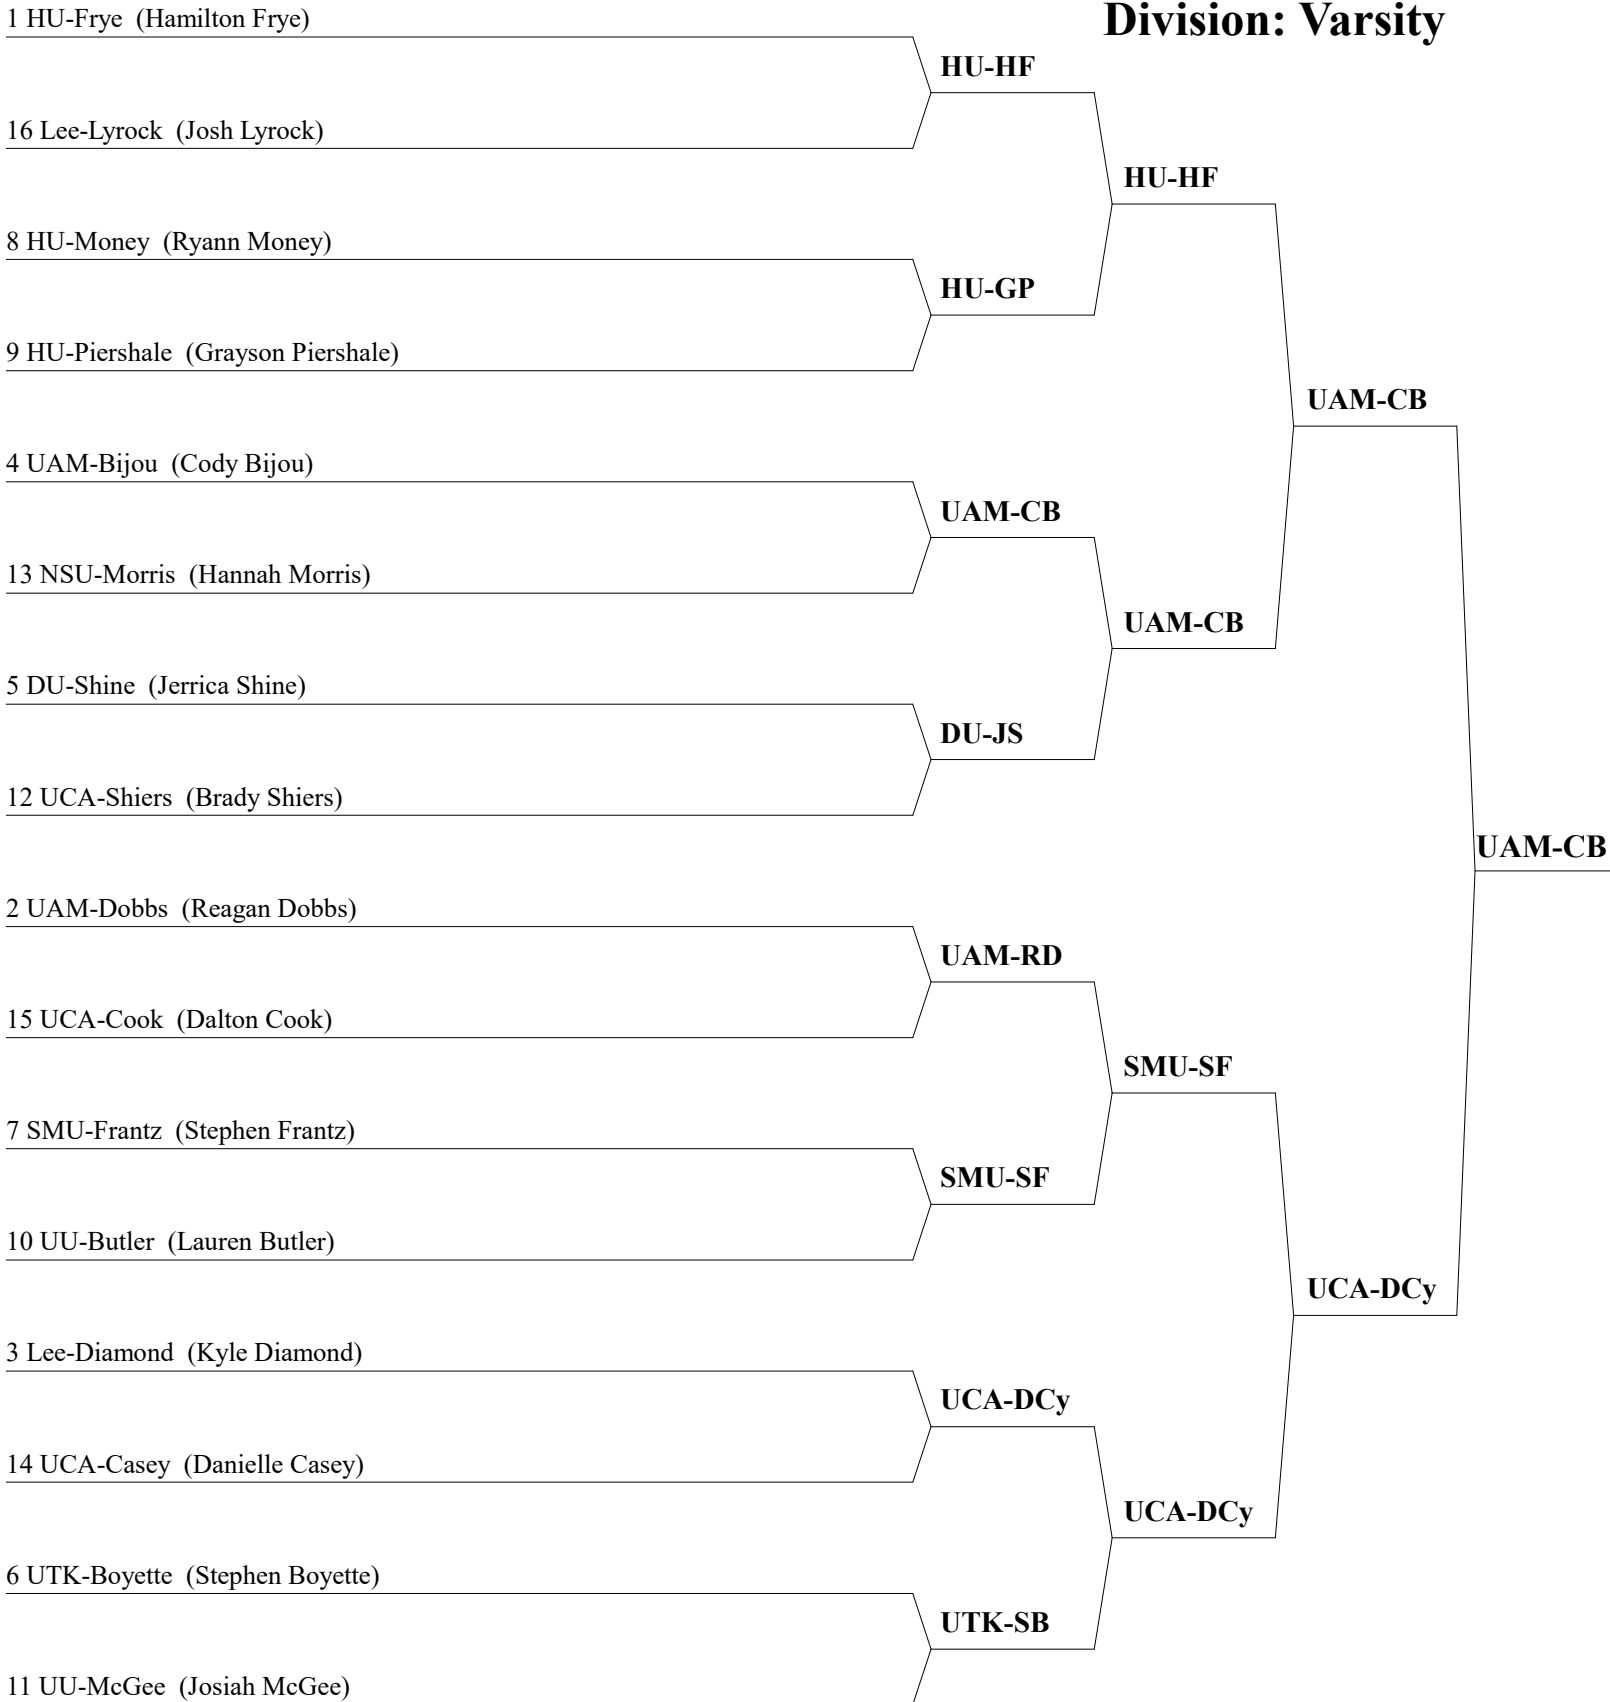 Division: Varsity
1 HU-Frye (Hamilton Frye)
HU-HF
16 Lee-Lyrock (Josh Lyrock)
HU-HF
8 HU-Money (Ryann Money)
HU-GP
9 HU-Piershale (Grayson Piershale)
UAM-CB
4 UAM-Bijou (Cody Bijou)
UAM-CB
13 NSU-Morris (Hannah Morris)
UAM-CB
5 DU-Shine (Jerrica Shine)
DU-JS
12 UCA-Shiers (Brady Shiers)
UAM-CB
2 UAM-Dobbs (Reagan Dobbs)
UAM-RD
15 UCA-Cook (Dalton Cook)
SMU-SF
7 SMU-Frantz (Stephen Frantz)
SMU-SF
10 UU-Butler (Lauren Butler)
UCA-DCy
3 Lee-Diamond (Kyle Diamond)
UCA-DCy
14 UCA-Casey (Danielle Casey)
UCA-DCy
6 UTK-Boyette (Stephen Boyette)
UTK-SB
11 UU-McGee (Josiah McGee)